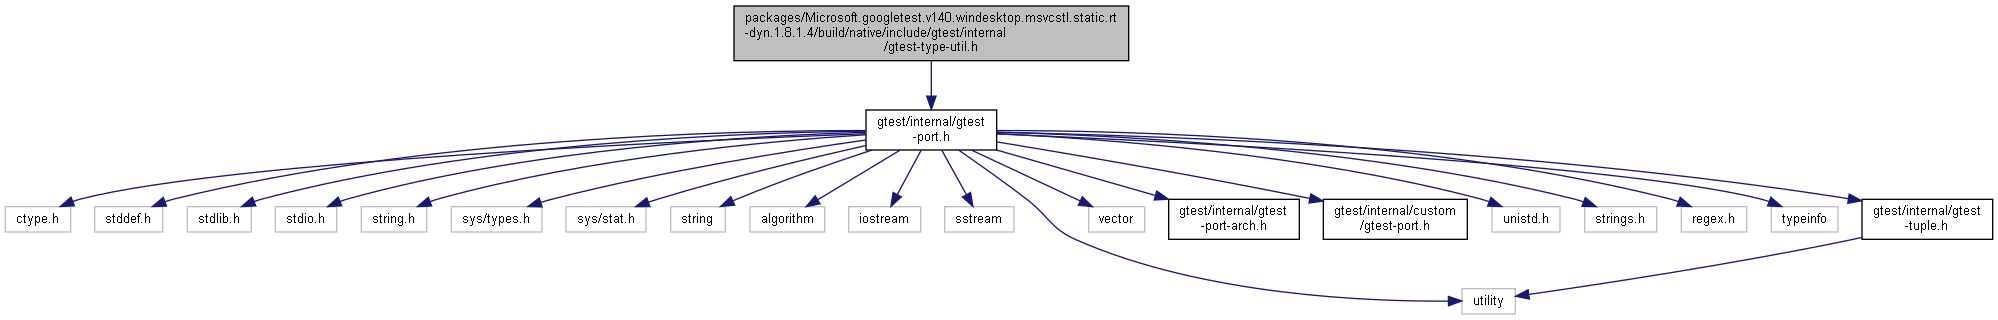 packages/Microsoft.googletest.v140.windesktop.msvcstl.static.rt
-dyn.1.8.1.4/build/native/include/gtest/internal
/gtest-type-util.h
gtest/internal/gtest
-port.h
ctype.h
stddef.h
stdlib.h
stdio.h
string.h
sys/types.h
sys/stat.h
string
algorithm
iostream
sstream
vector
gtest/internal/gtest
-port-arch.h
gtest/internal/custom
/gtest-port.h
unistd.h
strings.h
regex.h
typeinfo
gtest/internal/gtest
-tuple.h
utility